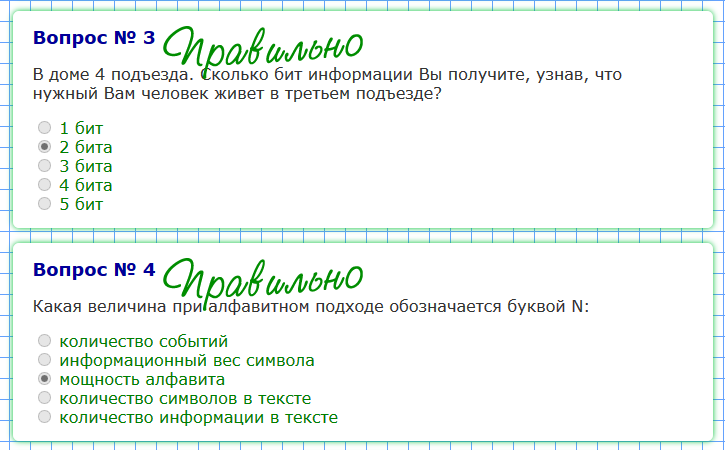 Вопрос № 3 Правильно
В доме 4 подъезда. Сколько бит информации Вы получите, узнав, что
нужный Вам человек живет в третьем подъезде?
1 бит
2 бита
3 бита
4 бита
5 бит
Вопрос № 4 Правильно
Какая величина при алфавитном подходе обозначается буквой N:
количество событий
информационный вес символа
мощность алфавита
количество символов в тексте
количество информации в тексте